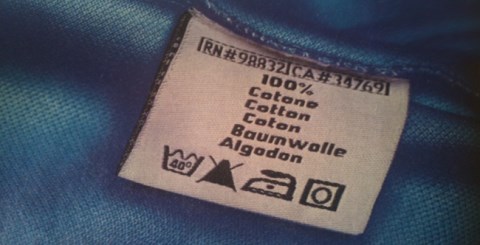 RN#98832 CA#34769
100%
Cotone
Cotton
Coton
Baumwolle
Algodon
40°